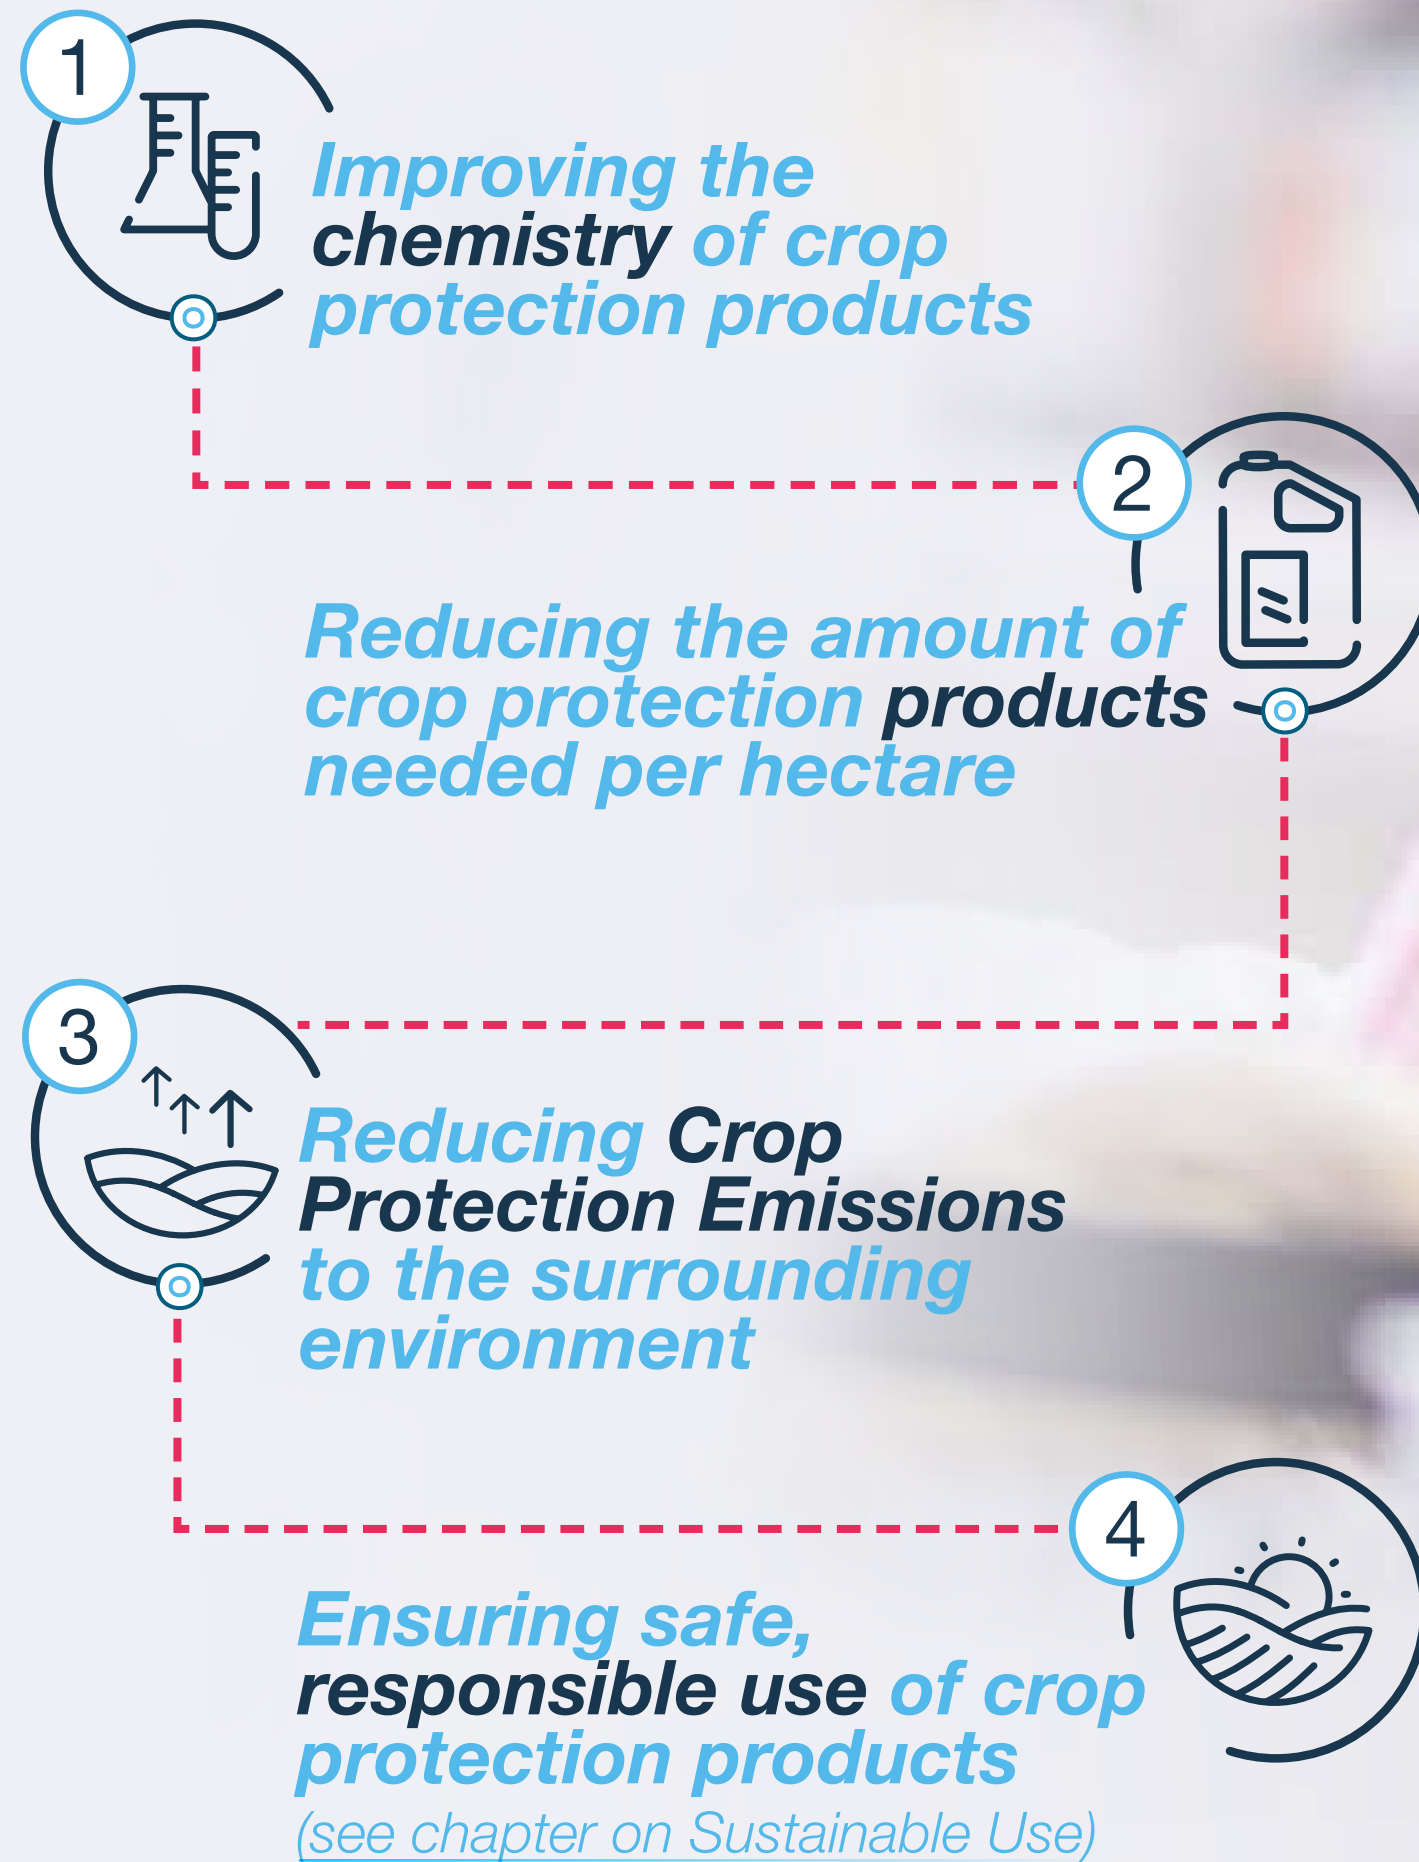 1
Improving the
chemistry of crop
protection products
2
Reducing the amount of
crop protection products
needed per hectare
3
Reducing Crop
Protection Emissions
to the surrounding
environment
4
Ensuring safe,
responsible use of crop
protection products
(see chapter on Sustainable Use)